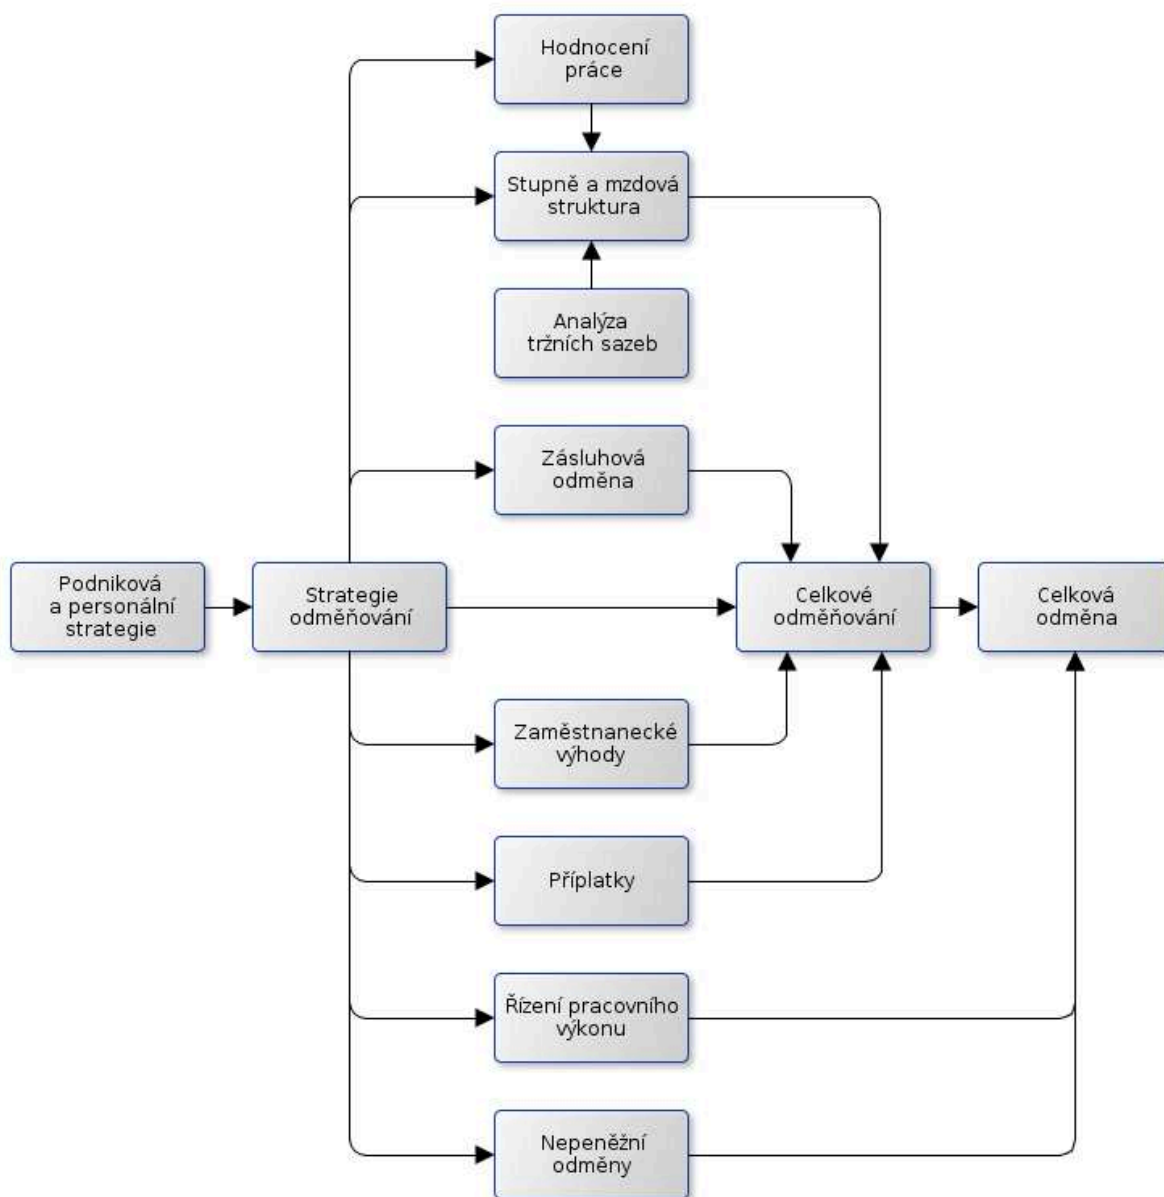 Hodnocení
práce
Stupně a mzdová
struktura
Analýza
tržních sazeb
Zásluhová
odměna
Podniková
a personální
strategie
Strategie
odměňování
Celkové
odměňování
Celková
odměna
Zaměstnanecké
výhody
Příplatky
Řízení pracovního
výkonu
Nepeněžní
odměny